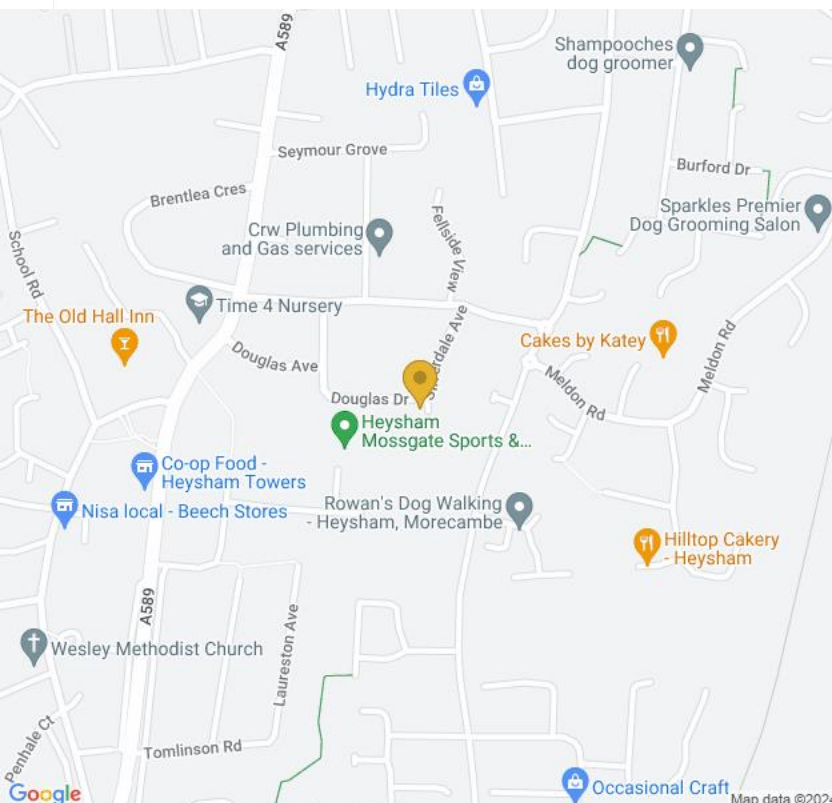 A589
Shampooches
dog groomer
Hydra Tiles
Seymour Grove
Burford Dr
Brentlea Cres
Sparkles Premier
Dog Grooming Salon
Crw Plumbing
and Gas services
Fellside View
School Rd
Time 4 Nursery
The Old Hall Inn
Cakes by Katey
Meldon Rd
Douglas Ave
Meldon Rd
Douglas Dr
Heysham
Mossgate Sports &...
Co-op Food -
Heysham Towers
Rowan's Dog Walking
- Heysham, Morecambe
Nisa local - Beech Stores
Hilltop Cakery
- Heysham
A589
Laureston Ave
Wesley Methodist Church
Penhale Ct
Tomlinson Rd
Occasional Craft
Google
Map data ©2024